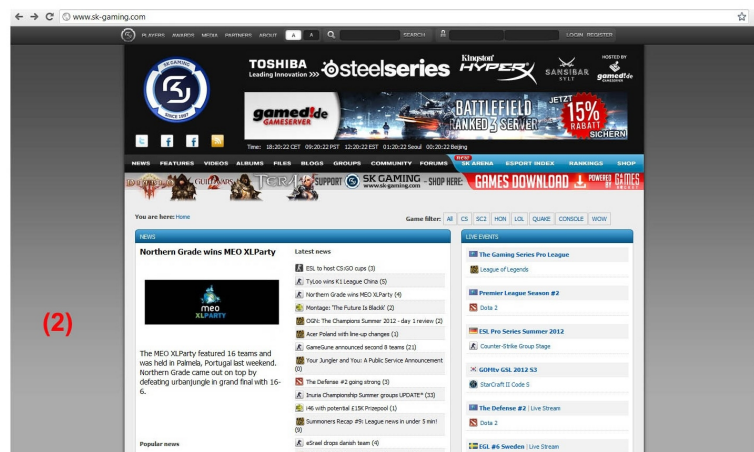 www.sk-gaming.com
PLAYERS AWARDS MEDIA PARTNERS ABOUT A A SEARCH LOGIN REGISTER
SK GAMING
SINCE 1997
TOSHIBA
Leading Innovation >>>
steelseries
Kingston
HYPERX
SANSIBAR
SYLT
HOSTED BY
gamed!de
gamed!de
GAMESERVER
BATTLEFIELD
RANKED SERVER
JETZT
15%
RABATT
SICHERN
Time: 18:20:22 CET 09:20:22 PST 12:20:22 EST 01:20:22 Seoul 00:20:22 Beijing
NEWS FEATURES VIDEOS ALBUMS FILES BLOGS GROUPS COMMUNITY FORUMS SK ARENA ESPORT INDEX RANKINGS SHOP
NEW
GUILD WARS TERA SUPPORT SK GAMING - SHOP HERE: GAMES DOWNLOAD POWERED BY GAMES
www.sk-gaming.com
You are here: Home
Game filter: All CS SC2 HON LOL QUAKE CONSOLE WOW
NEWS
Northern Grade wins MEO XLParty
meo
XLPARTY
The MEO XLParty featured 16 teams and
was held in Palmela, Portugal last weekend.
Northern Grade came out on top by
defeating urbanjungle in grand final with 16-
6.
Popular news
Latest news
ESL to host CS:GO cups (3)
TyLoo wins K1 League China (5)
Northern Grade wins MEO XLParty (4)
Montage: 'The Future Is Blackk' (2)
OGN: The Champions Summer 2012 - day 1 review (2)
Acer Poland with line-up changes (1)
GameGune announced second 8 teams (21)
Your Jungler and You: A Public Service Announcement
(0)
The Defense #2 going strong (3)
Inuria Championship Summer groups UPDATE* (33)
i46 with potential £15K Prizepool (1)
Summoners Recap #9: League news in under 5 min!
(9)
eSrael drops danish team (4)
LIVE EVENTS
The Gaming Series Pro League
League of Legends
Premier League Season #2
Dota 2
ESL Pro Series Summer 2012
Counter-Strike Group Stage
GOMtv GSL 2012 S3
StarCraft II Code S
The Defense #2 | Live Stream
Dota 2
EGL #6 Sweden | Live Stream
(2)